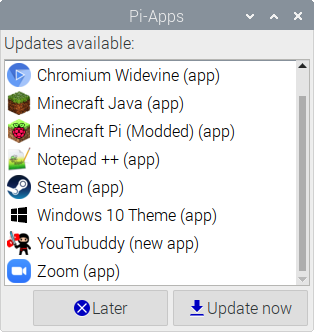 Pi-Apps
Updates available:
Chromium Widevine (app)
Minecraft Java (app)
Minecraft Pi (Modded) (app)
Notepad ++ (app)
Steam (app)
Windows 10 Theme (app)
YouTubuddy (new app)
Zoom (app)
Later
Update now